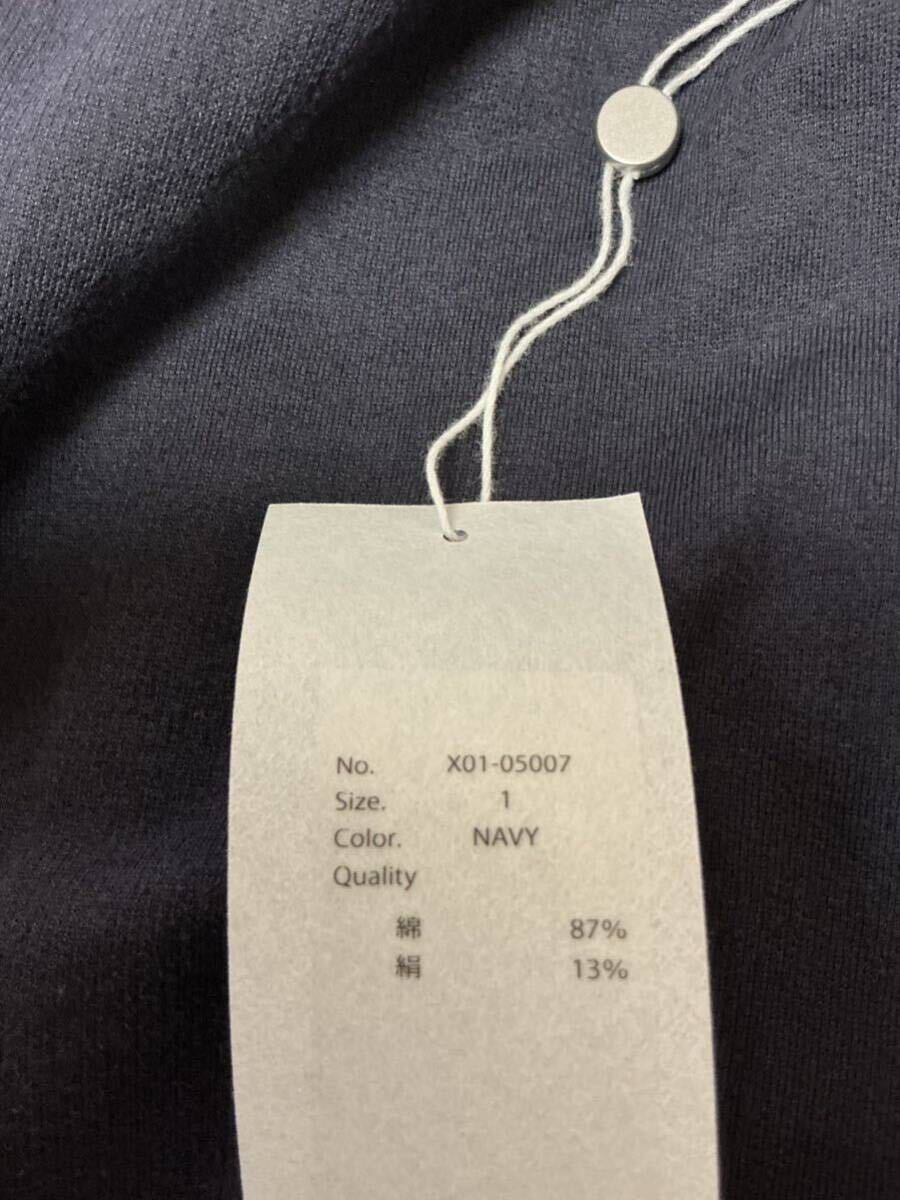 No. X01-05007
Size. 1
Color. NAVY
Quality
綿 87%
絹 13%